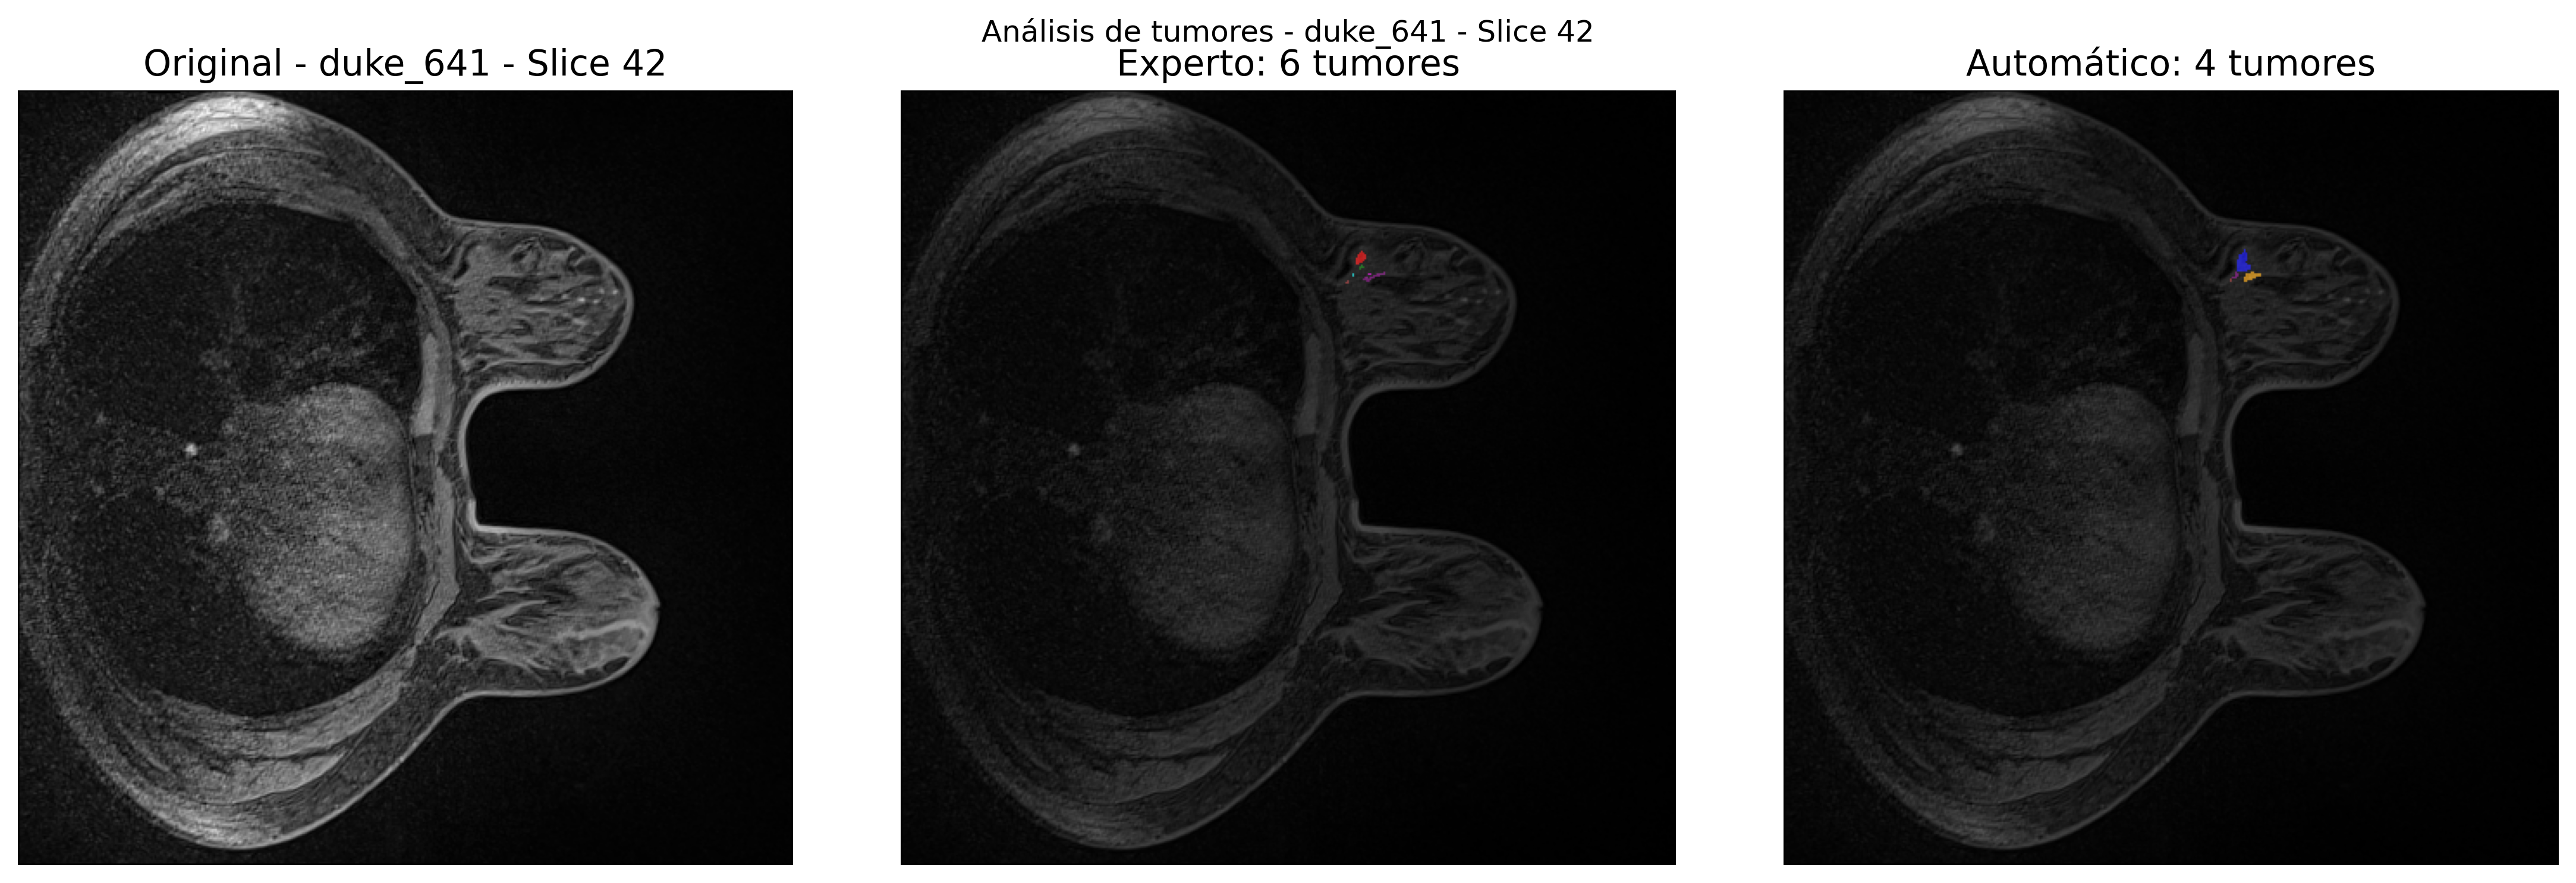 Análisis de tumores - duke_641 - Slice 42
Original - duke_641 - Slice 42
Experto: 6 tumores
Automático: 4 tumores